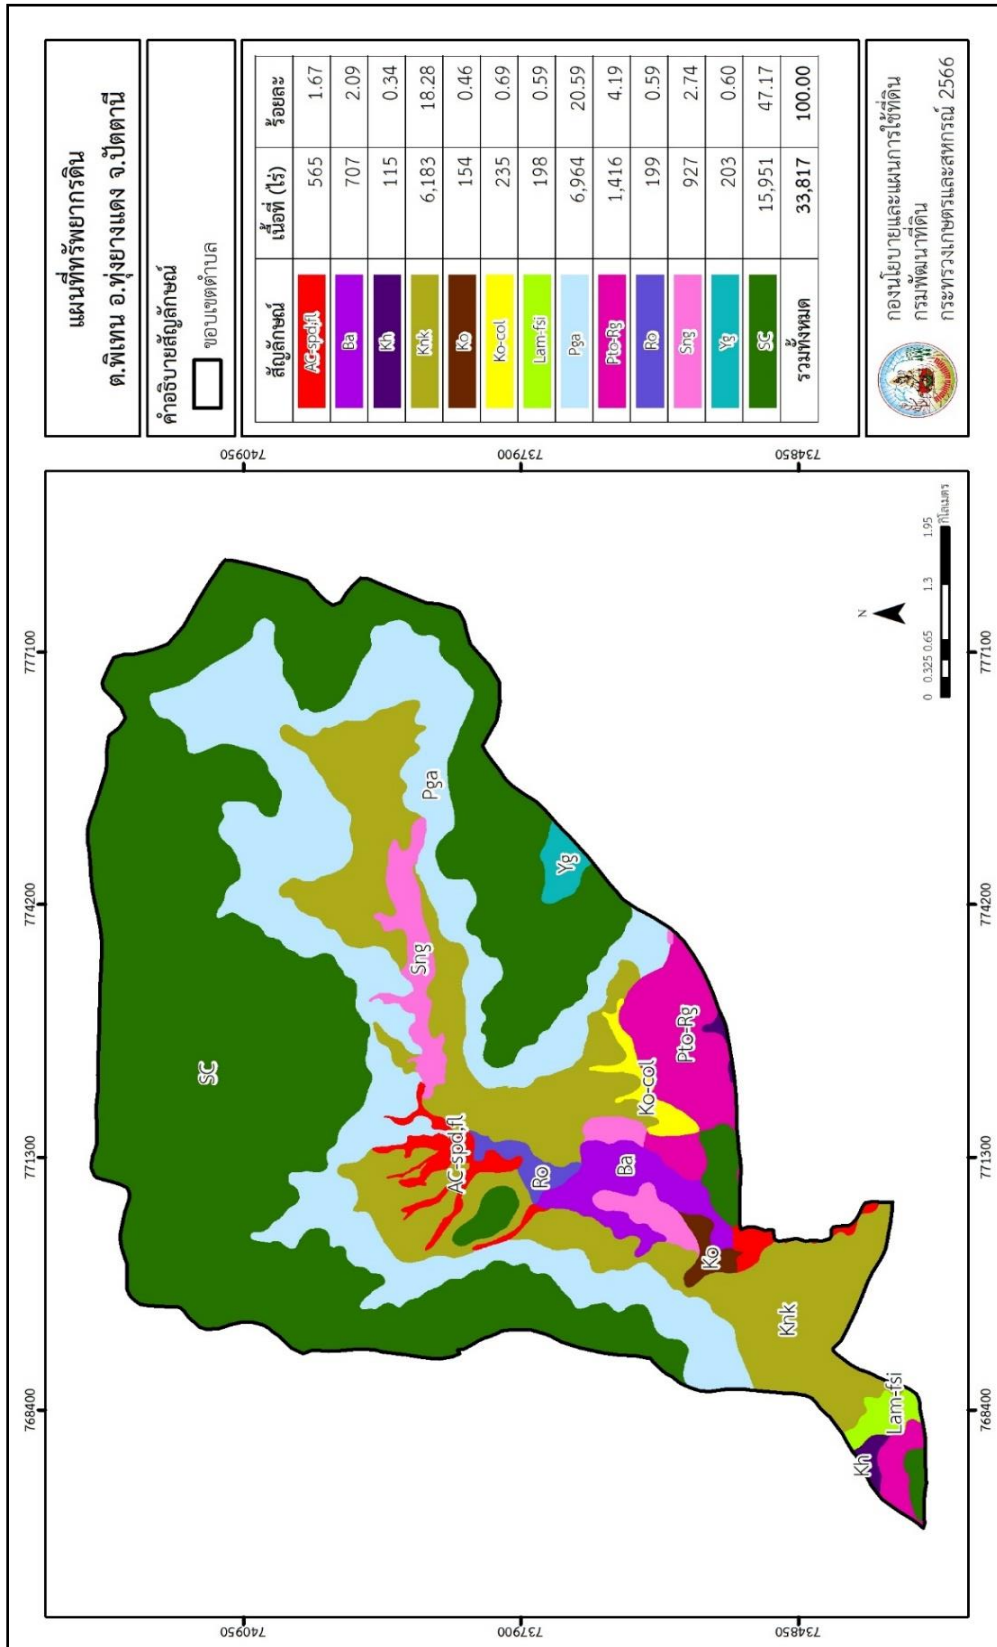 แผนที่ทรัพยากรดิน
ต.พิเทน อ.ทุ่งยางแดง จ.ปัตตานี
คำอธิบายสัญลักษณ์
ขอบเขตตำบล
สัญลักษณ์ เนื้อที่ (ไร่) ร้อยละ
AC-spd,fl 565 1.67
Ba 707 2.09
Kh 115 0.34
Knk 6,183 18.28
Ko 154 0.46
Ko-col 235 0.69
Lam-fsi 198 0.59
Pga 6,964 20.59
Pto-Rg 1,416 4.19
Ro 199 0.59
Sng 927 2.74
Yg 203 0.60
SC 15,951 47.17
รวมทั้งหมด 33,817 100.00
กองนโยบายและแผนการใช้ที่ดิน
กรมพัฒนาที่ดิน
กระทรวงเกษตรและสหกรณ์ 2566
768400 771300 774200 777100
740950
737900
734850
740950
737900
734850
768400 771300 774200 777100
SC
Pga
Sng
AC-spd,fl
Ro
Yg
Ba
Ko-col
Pto-Rg
Ko
Knk
Kh
Lam-fsi
N
0 0.325 0.65 1.3 1.95
กิโลเมตร